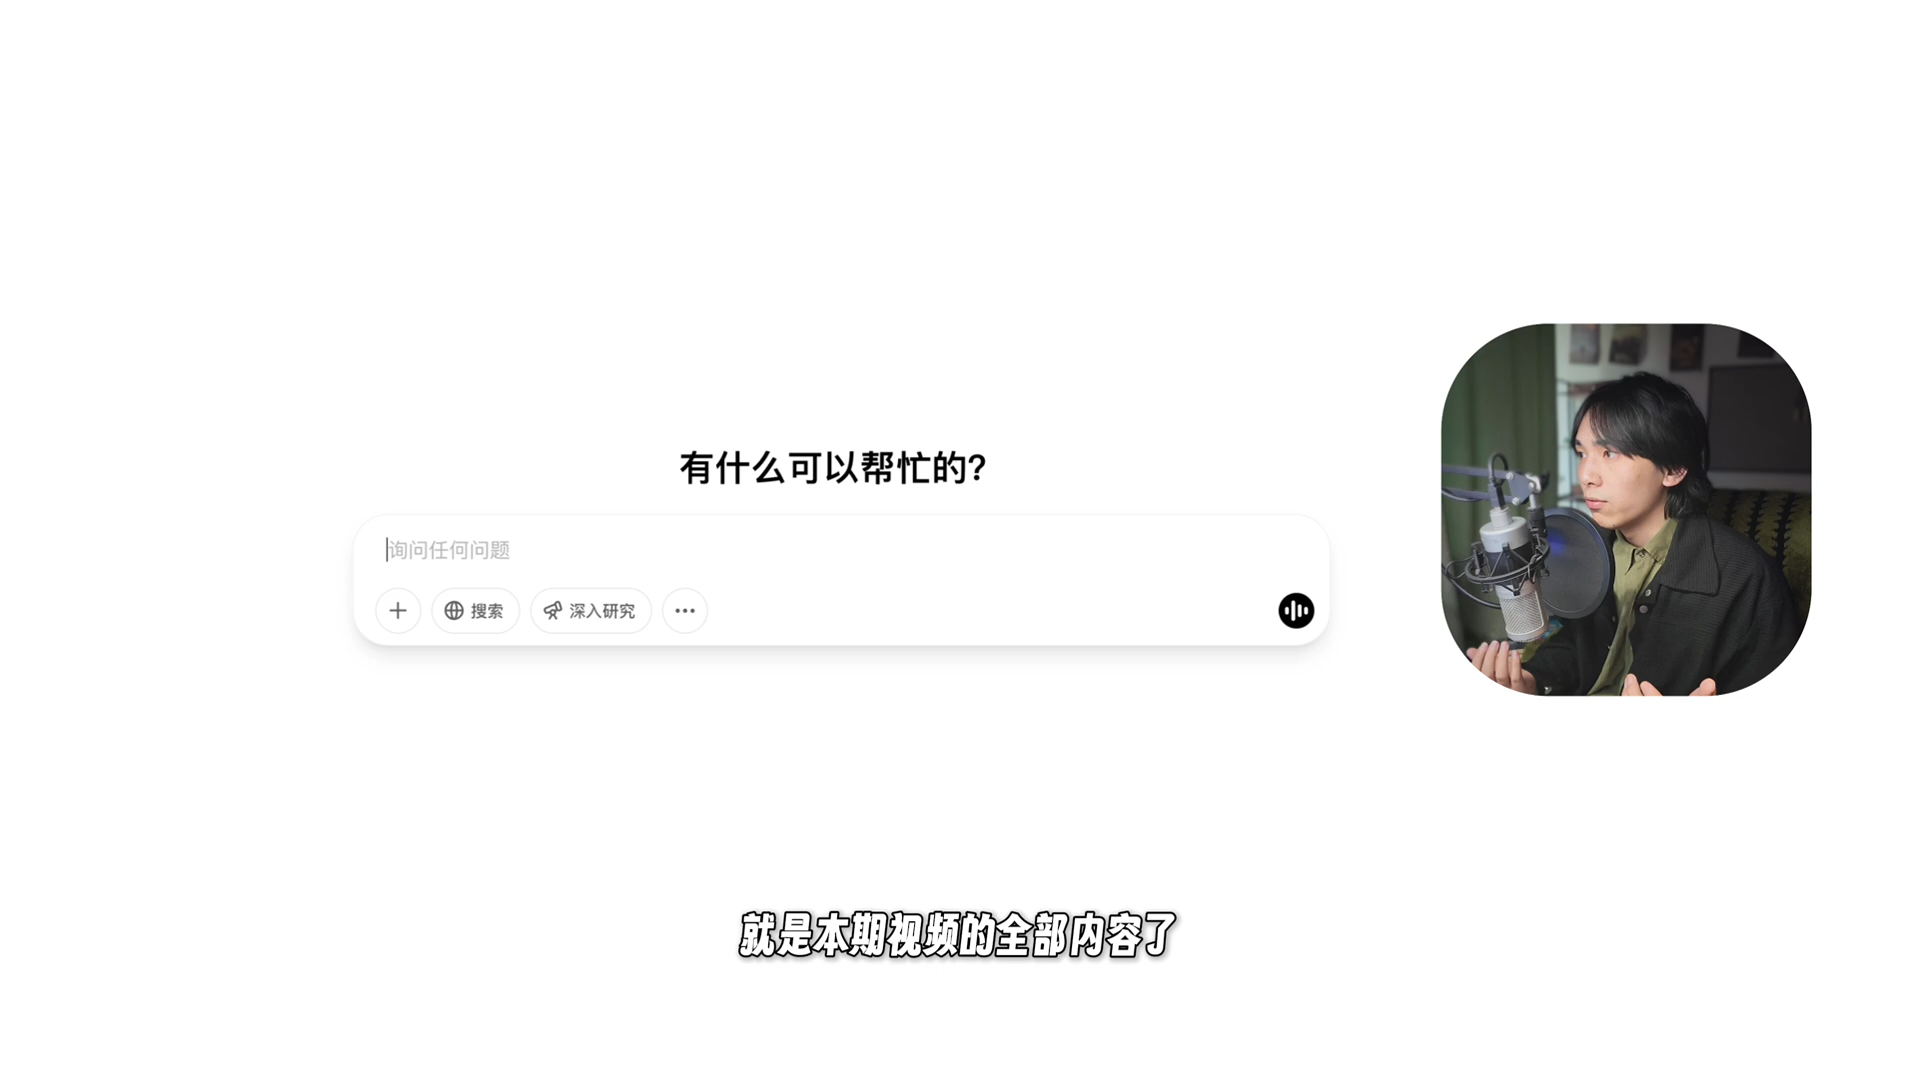 有什么可以帮忙的?
询问任何问题
搜索
深入研究
就是本期视频的全部内容了